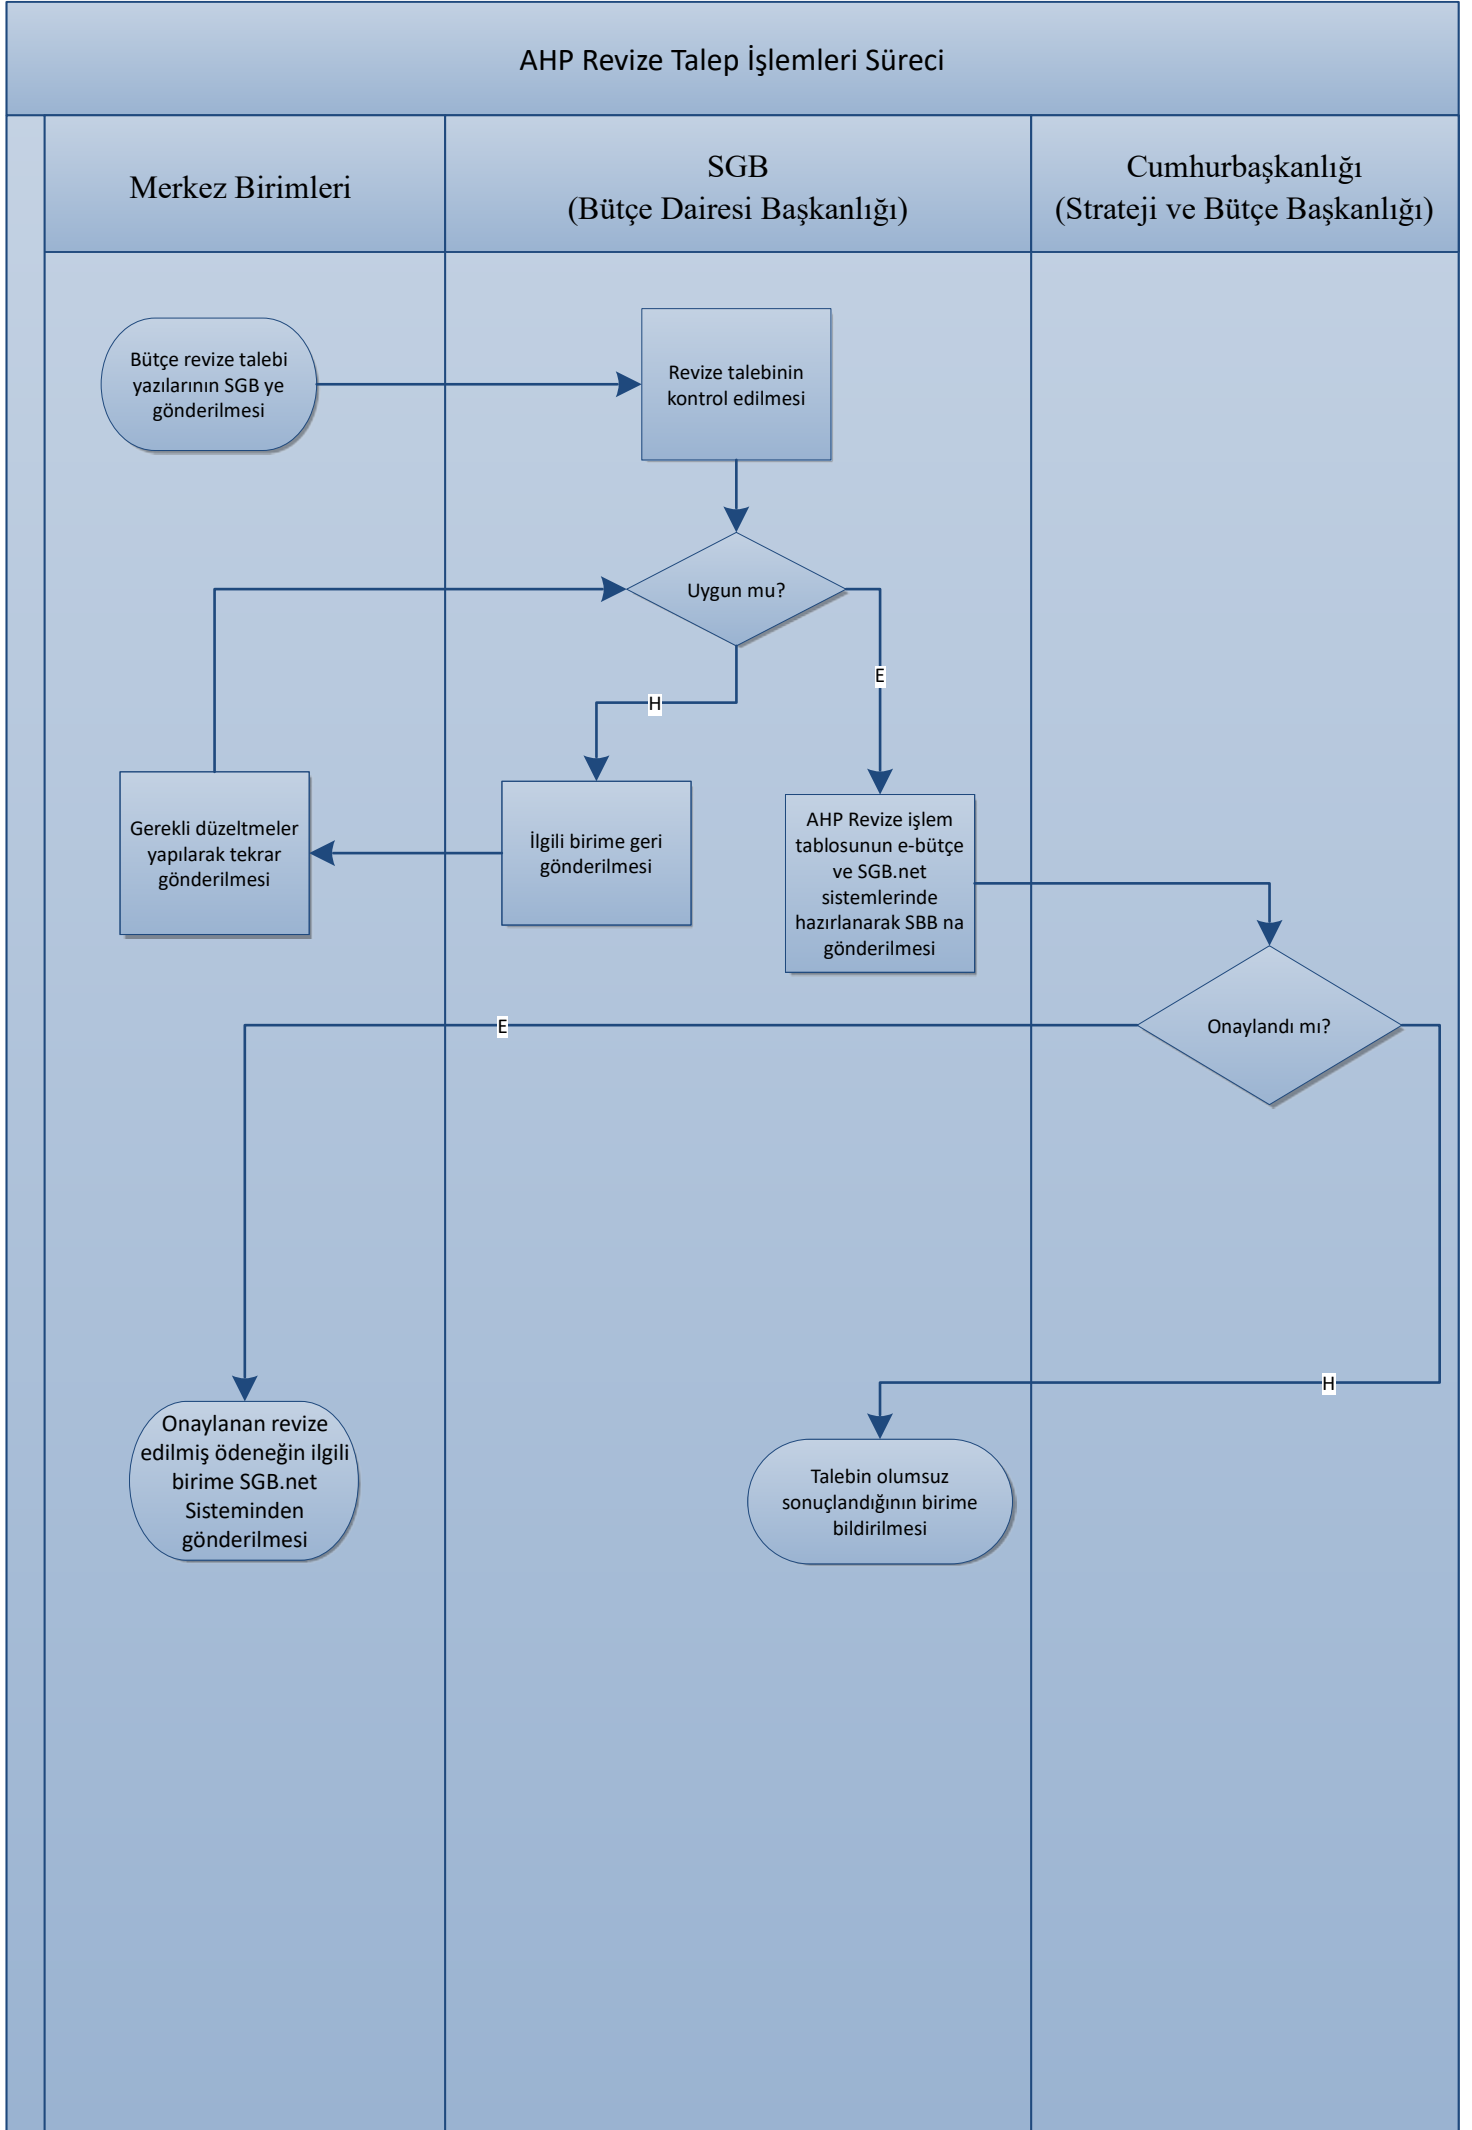 AHP Revize Talep İşlemleri Süreci
Merkez Birimleri
SGB
(Bütçe Dairesi Başkanlığı)
Cumhurbaşkanlığı
(Strateji ve Bütçe Başkanlığı)
Bütçe revize talebi
yazılarının SGB ye
gönderilmesi
Revize talebinin
kontrol edilmesi
Uygun mu?
E
H
Gerekli düzeltmeler
yapılarak tekrar
gönderilmesi
İlgili birime geri
gönderilmesi
AHP Revize işlem
tablosunun e-bütçe
ve SGB.net
sistemlerinde
hazırlanarak SBB na
gönderilmesi
Onaylandı mı?
E
H
Onaylanan revize
edilmiş ödeneğin ilgili
birime SGB.net
Sisteminden
gönderilmesi
Talebin olumsuz
sonuçlandığının birime
bildirilmesi